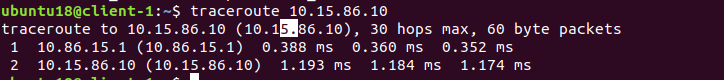 ubuntu18@client-1:~$ traceroute 10.15.86.10
traceroute to 10.15.86.10 (10.15.86.10), 30 hops max, 60 byte packets
 1  10.86.15.1 (10.86.15.1)  0.388 ms  0.360 ms  0.352 ms
 2  10.15.86.10 (10.15.86.10)  1.193 ms  1.184 ms  1.174 ms
ubuntu18@client-1:~$